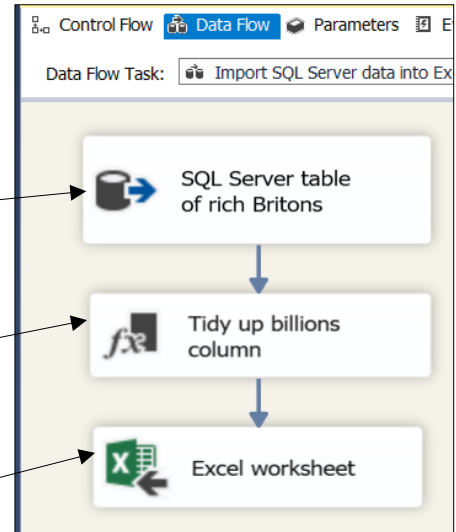 Control Flow Data Flow Parameters E
Data Flow Task: Import SQL Server data into Ex
SQL Server table
of rich Britons
fx
Tidy up billions
column
Excel worksheet